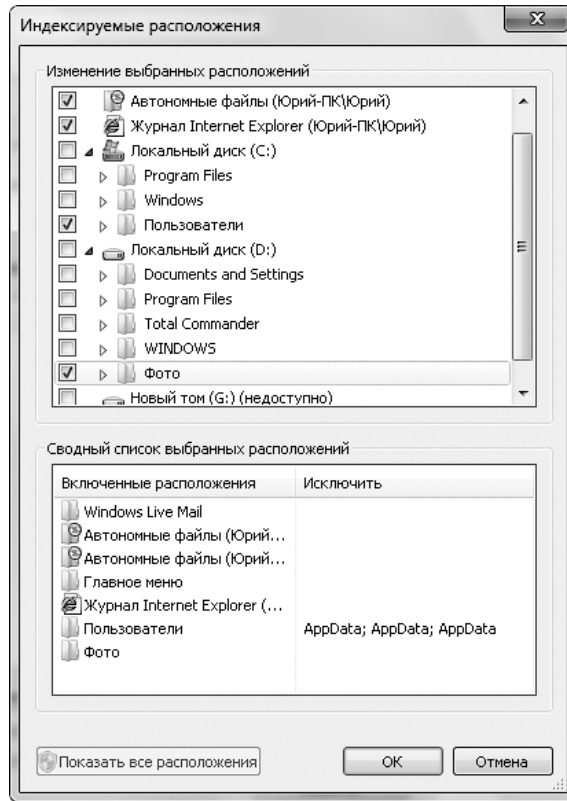 Индексируемые расположения
Изменение выбранных расположений
Автономные файлы (Юрий-ПК\Юрий)
Журнал Internet Explorer (Юрий-ПК\Юрий)
Локальный диск (C:)
Program Files
Windows
Пользователи
Локальный диск (D:)
Documents and Settings
Program Files
Total Commander
WINDOWS
Фото
Новый том (G:) (недоступно)
Сводный список выбранных расположений
Включенные расположения Исключить
Windows Live Mail
Автономные файлы (Юрий...
Автономные файлы (Юрий...
Главное меню
Журнал Internet Explorer (...
Пользователи AppData; AppData; AppData
Фото
Показать все расположения OK Отмена